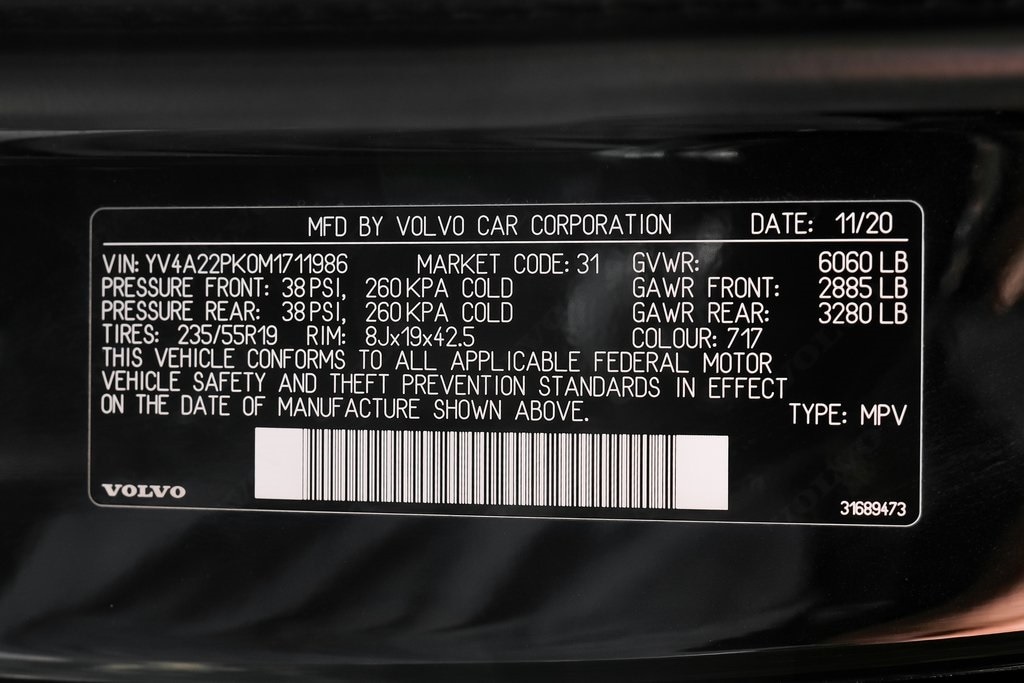 MFD BY VOLVO CAR CORPORATION DATE: 11/20
VIN: YV4A22PK0M1711986 MARKET CODE: 31 GVWR: 6060 LB
PRESSURE FRONT: 38 PSI, 260 KPA COLD GAWR FRONT: 2885 LB
PRESSURE REAR: 38 PSI, 260 KPA COLD GAWR REAR: 3280 LB
TIRES: 235/55R19 RIM: 8Jx19x42.5 COLOUR: 717
THIS VEHICLE CONFORMS TO ALL APPLICABLE FEDERAL MOTOR
VEHICLE SAFETY AND THEFT PREVENTION STANDARDS IN EFFECT
ON THE DATE OF MANUFACTURE SHOWN ABOVE. TYPE: MPV
VOLVO 31689473